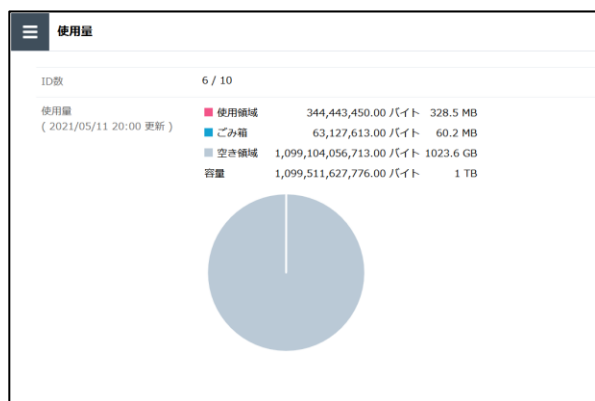 使用量
ID数 6 / 10
使用量 使用領域 344,443,450.00 バイト 328.5 MB
( 2021/05/11 20:00 更新 ) ごみ箱 63,127,613.00 バイト 60.2 MB
空き領域 1,099,104,056,713.00 バイト 1023.6 GB
容量 1,099,511,627,776.00 バイト 1 TB